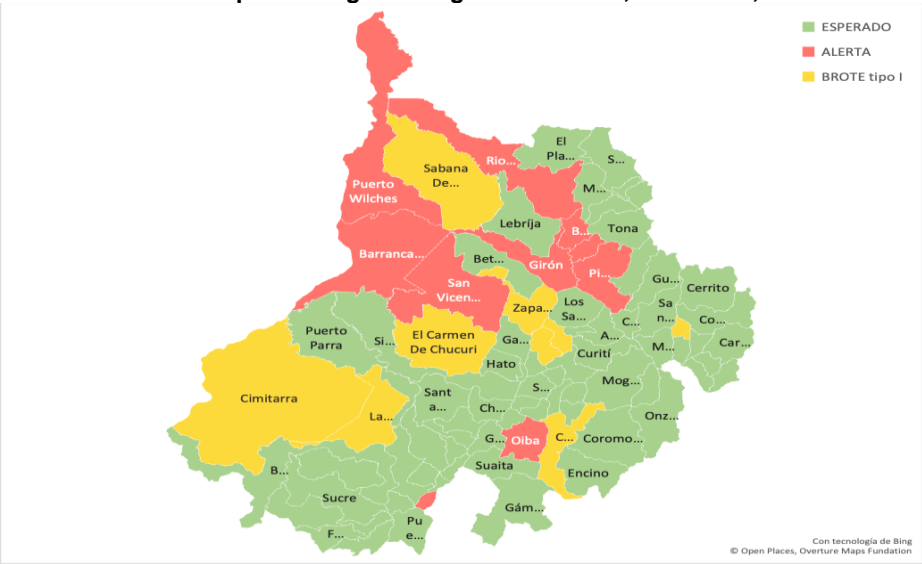 ESPERADO
ALERTA
BROTE tipo I
El
Pla...
S...
Rio...
Sabana
De...
M...
Puerto
Wilches
Lebríja
Tona
B...
Barranca...
Bet...
Girón
Pi...
Gu...
Cerrito
San
Vicen...
Zapa...
Los
Sa...
Sa
n...
Co...
C...
Puerto
Parra
Si...
El Carmen
De Chucuri
Ga...
A...
M...
Car...
Curití
Hato
Cimitarra
Sant
a...
S...
Mog...
La...
Ch...
Onz...
G...
Oiba
C...
Coromo...
B...
Suaita
Encino
Sucre
Gám...
Pu
e...
F...
Con tecnología de Bing
© Open Places, Overture Maps Fundation